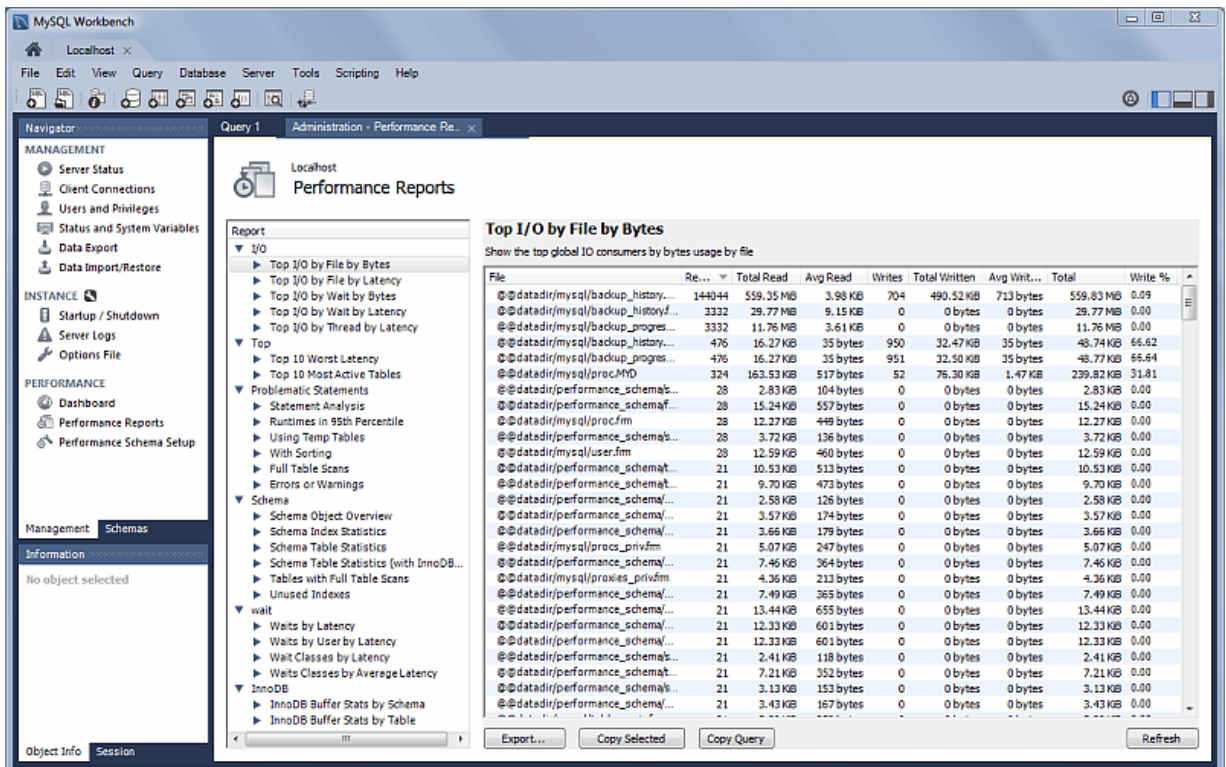 MySQL Workbench
Localhost
File Edit View Query Database Server Tools Scripting Help
Navigator
MANAGEMENT
Server Status
Client Connections
Users and Privileges
Status and System Variables
Data Export
Data Import/Restore
INSTANCE
Startup / Shutdown
Server Logs
Options File
PERFORMANCE
Dashboard
Performance Reports
Performance Schema Setup
Management Schemas
Information
No object selected
Object Info Session
Query 1 Administration - Performance Re..
Localhost
Performance Reports
Report
I/O
Top I/O by File by Bytes
Top I/O by File by Latency
Top I/O by Wait by Bytes
Top I/O by Wait by Latency
Top I/O by Thread by Latency
Top
Top 10 Worst Latency
Top 10 Most Active Tables
Problematic Statements
Statement Analysis
Runtimes in 95th Percentile
Using Temp Tables
With Sorting
Full Table Scans
Errors or Warnings
Schema
Schema Object Overview
Schema Index Statistics
Schema Table Statistics
Schema Table Statistics (with InnoDB...
Tables with Full Table Scans
Unused Indexes
wait
Waits by Latency
Waits by User by Latency
Wait Classes by Latency
Waits Classes by Average Latency
InnoDB
InnoDB Buffer Stats by Schema
InnoDB Buffer Stats by Table
Top I/O by File by Bytes
Show the top global IO consumers by bytes usage by file
File Re... Total Read Avg Read Writes Total Written Avg Writ... Total Write %
@@datadir/mysql/backup_history.... 144044 559.35 MiB 3.98 KiB 704 490.52 KiB 713 bytes 559.83 MiB 0.09
@@datadir/mysql/backup_history.f... 3332 29.77 MiB 9.15 KiB 0 0 bytes 0 bytes 29.77 MiB 0.00
@@datadir/mysql/backup_progres... 3332 11.76 MiB 3.61 KiB 0 0 bytes 0 bytes 11.76 MiB 0.00
@@datadir/mysql/backup_history.... 476 16.27 KiB 35 bytes 950 32.47 KiB 35 bytes 48.74 KiB 66.62
@@datadir/mysql/backup_progres... 476 16.27 KiB 35 bytes 951 32.50 KiB 35 bytes 48.77 KiB 66.64
@@datadir/mysql/proc.MYD 324 163.53 KiB 517 bytes 52 76.30 KiB 1.47 KiB 239.82 KiB 31.81
@@datadir/performance_schema/s... 28 2.83 KiB 104 bytes 0 0 bytes 0 bytes 2.83 KiB 0.00
@@datadir/performance_schema/f... 28 15.24 KiB 557 bytes 0 0 bytes 0 bytes 15.24 KiB 0.00
@@datadir/mysql/proc.frm 28 12.27 KiB 449 bytes 0 0 bytes 0 bytes 12.27 KiB 0.00
@@datadir/performance_schema/s... 28 3.72 KiB 136 bytes 0 0 bytes 0 bytes 3.72 KiB 0.00
@@datadir/mysql/user.frm 28 12.59 KiB 460 bytes 0 0 bytes 0 bytes 12.59 KiB 0.00
@@datadir/performance_schema/t... 21 10.53 KiB 513 bytes 0 0 bytes 0 bytes 10.53 KiB 0.00
@@datadir/performance_schema/t... 21 9.70 KiB 473 bytes 0 0 bytes 0 bytes 9.70 KiB 0.00
@@datadir/performance_schema/... 21 2.58 KiB 126 bytes 0 0 bytes 0 bytes 2.58 KiB 0.00
@@datadir/performance_schema/... 21 3.57 KiB 174 bytes 0 0 bytes 0 bytes 3.57 KiB 0.00
@@datadir/performance_schema/... 21 3.66 KiB 179 bytes 0 0 bytes 0 bytes 3.66 KiB 0.00
@@datadir/mysql/procs_priv.frm 21 5.07 KiB 247 bytes 0 0 bytes 0 bytes 5.07 KiB 0.00
@@datadir/performance_schema/... 21 7.46 KiB 364 bytes 0 0 bytes 0 bytes 7.46 KiB 0.00
@@datadir/mysql/proxies_priv.frm 21 4.36 KiB 213 bytes 0 0 bytes 0 bytes 4.36 KiB 0.00
@@datadir/performance_schema/... 21 7.49 KiB 365 bytes 0 0 bytes 0 bytes 7.49 KiB 0.00
@@datadir/performance_schema/... 21 13.44 KiB 655 bytes 0 0 bytes 0 bytes 13.44 KiB 0.00
@@datadir/performance_schema/... 21 12.33 KiB 601 bytes 0 0 bytes 0 bytes 12.33 KiB 0.00
@@datadir/performance_schema/... 21 12.33 KiB 601 bytes 0 0 bytes 0 bytes 12.33 KiB 0.00
@@datadir/performance_schema/s... 21 2.41 KiB 118 bytes 0 0 bytes 0 bytes 2.41 KiB 0.00
@@datadir/performance_schema/t... 21 7.21 KiB 352 bytes 0 0 bytes 0 bytes 7.21 KiB 0.00
@@datadir/performance_schema/s... 21 3.13 KiB 153 bytes 0 0 bytes 0 bytes 3.13 KiB 0.00
@@datadir/performance_schema/... 21 3.43 KiB 167 bytes 0 0 bytes 0 bytes 3.43 KiB 0.00
Export... Copy Selected Copy Query Refresh